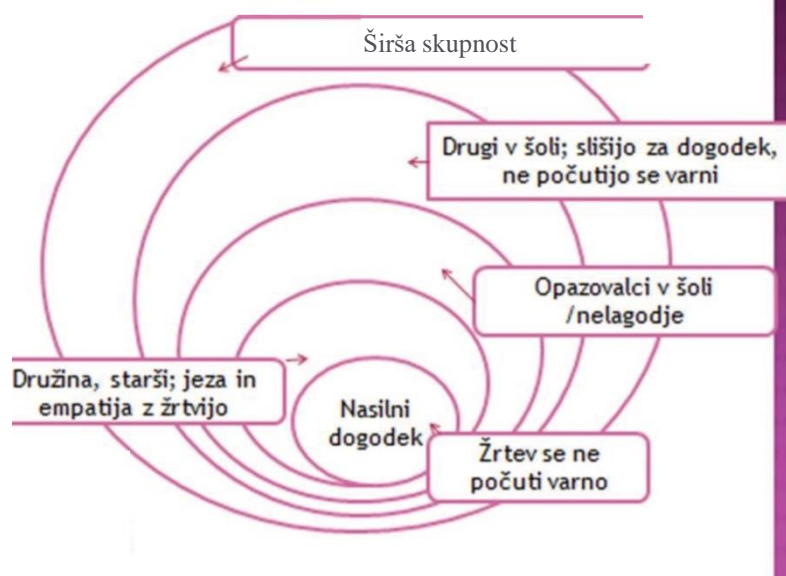 Širša skupnost
Drugi v šoli; slišijo za dogodek,
ne počutijo se varni
Opazovalci v šoli
/nelagodje
Družina, starši; jeza in
empatija z žrtvijo
Nasilni
dogodek
Žrtev se ne
počuti varno